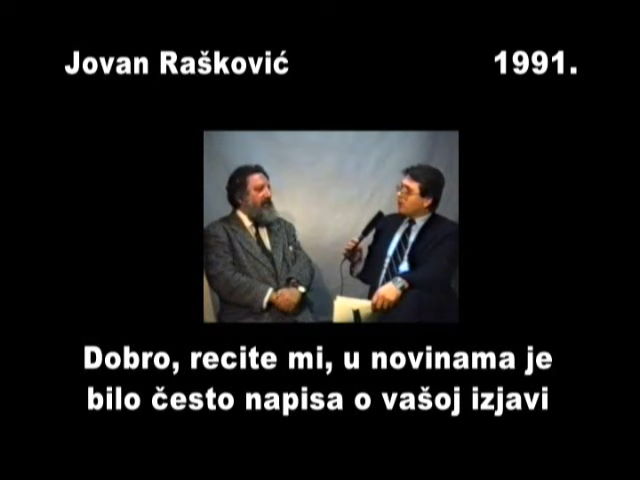 Jovan Rašković 1991.
Dobro, recite mi, u novinama je
bilo često napisa o vašoj izjavi